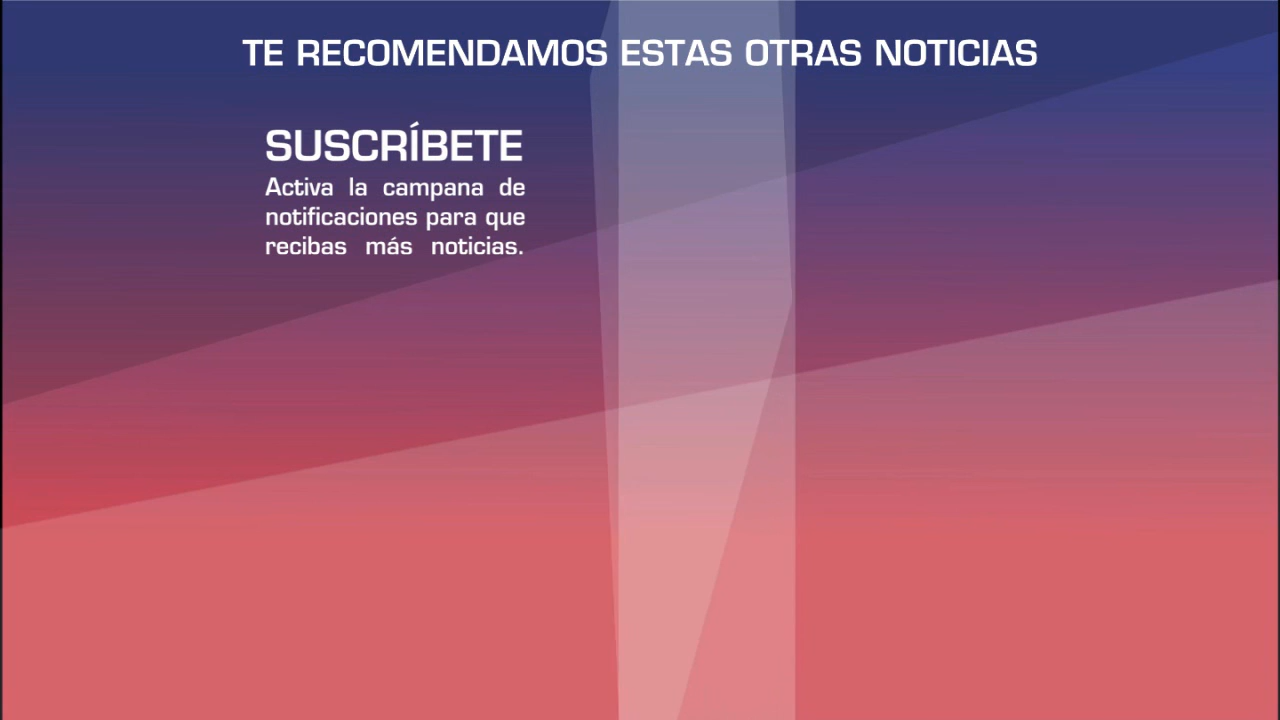 TE RECOMENDAMOS ESTAS OTRAS NOTICIAS
SUSCRÍBETE
Activa la campana de
notificaciones para que
recibas más noticias.